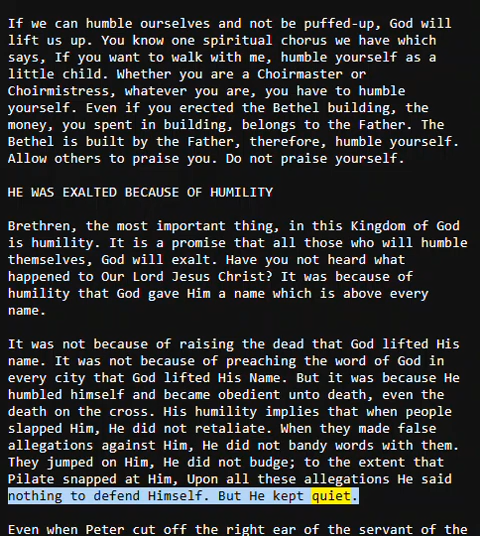 If we can humble ourselves and not be puffed-up, God will
lift us up. You know one spiritual chorus we have which
says, If you want to walk with me, humble yourself as a
little child. Whether you are a Choirmaster or
Choirmistress, whatever you are, you have to humble
yourself. Even if you erected the Bethel building, the
money, you spent in building, belongs to the Father. The
Bethel is built by the Father, therefore, humble yourself.
Allow others to praise you. Do not praise yourself.
HE WAS EXALTED BECAUSE OF HUMILITY
Brethren, the most important thing, in this Kingdom of God
is humility. It is a promise that all those who will humble
themselves, God will exalt. Have you not heard what
happened to Our Lord Jesus Christ? It was because of
humility that God gave Him a name which is above every
name.
It was not because of raising the dead that God lifted His
name. It was not because of preaching the word of God in
every city that God lifted His Name. But it was because He
humbled himself and became obedient unto death, even the
death on the cross. His humility implies that when people
slapped Him, He did not retaliate. When they made false
allegations against Him, He did not bandy words with them.
They jumped on Him, He did not budge; to the extent that
Pilate snapped at Him, Upon all these allegations He said
nothing to defend Himself. But He kept quiet.
Even when Peter cut off the right ear of the servant of the